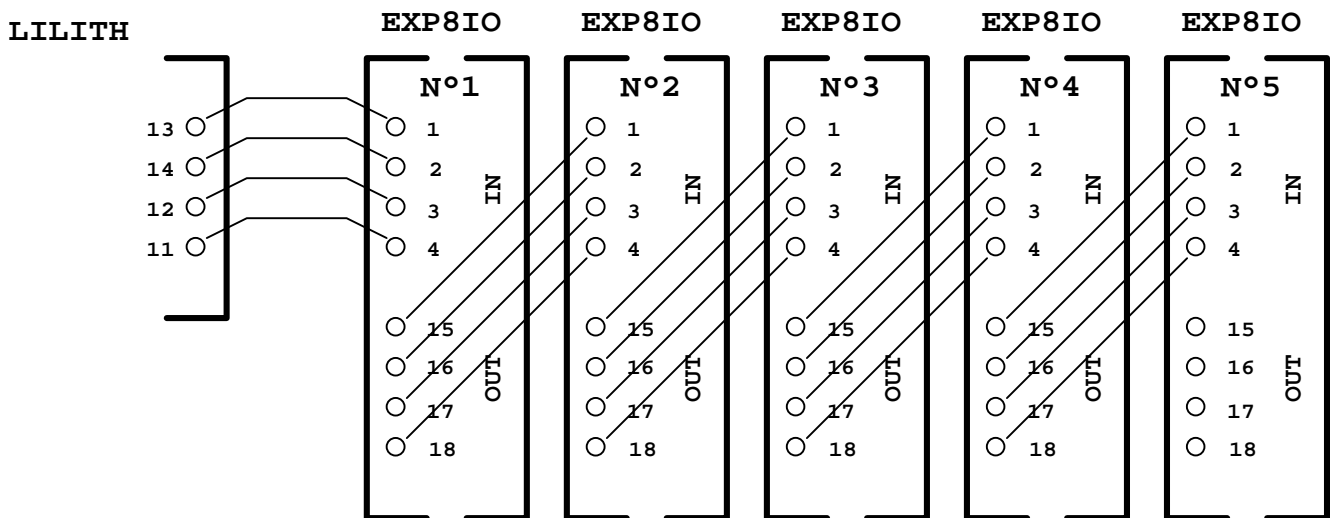 LILITH
EXP8IO EXP8IO EXP8IO EXP8IO EXP8IO
N°1 N°2 N°3 N°4 N°5
13 1 1 1 1 1
14 2 2 2 2 2
IN IN IN IN IN
12 3 3 3 3 3
11 4 4 4 4 4
15 15 15 15 15
16 16 16 16 16
OUT OUT OUT OUT OUT
17 17 17 17 17
18 18 18 18 18